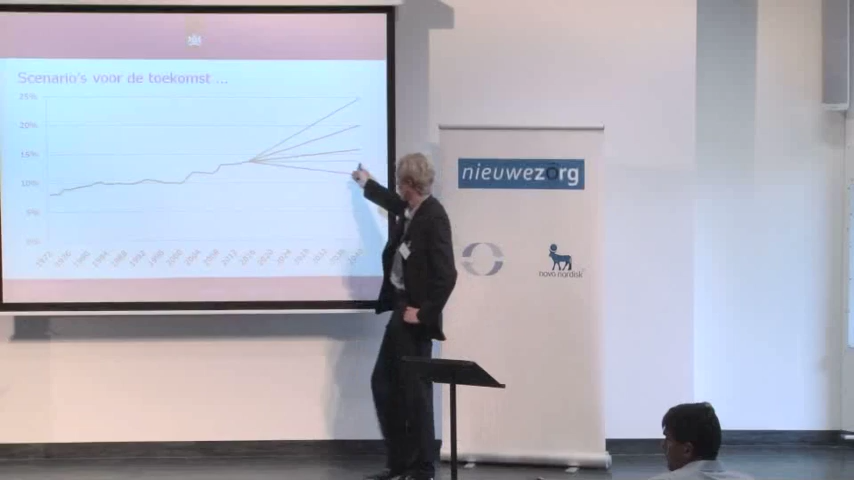 Scenario's voor de toekomst ...
25%
20%
15%
10%
5%
0%
nieuwezorg
novo nordisk